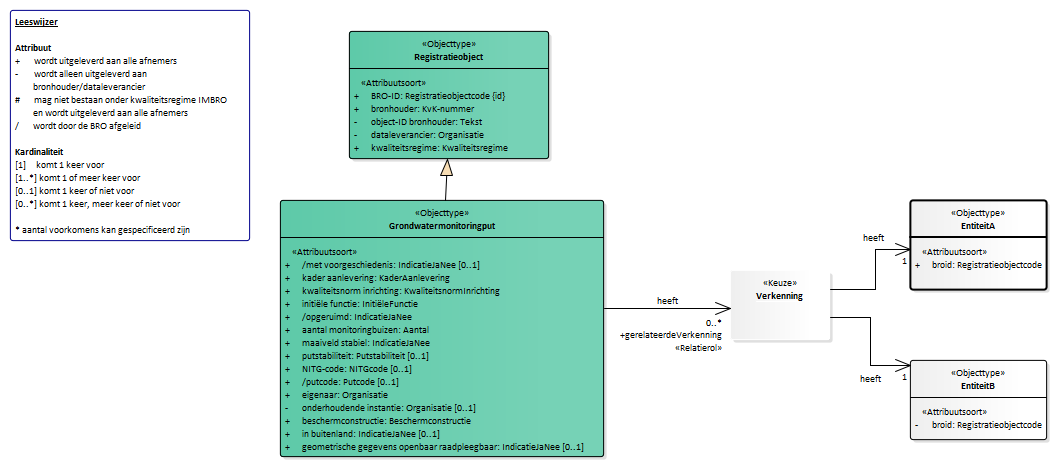 Leeswijzer
Attribuut
+ wordt uitgeleverd aan alle afnemers
- wordt alleen uitgeleverd aan
bronhouder/dataleverancier
# mag niet bestaan onder kwaliteitsregime IMBRO
en wordt uitgeleverd aan alle afnemers
/ wordt door de BRO afgeleid
Kardinaliteit
[1] komt 1 keer voor
[1..*] komt 1 of meer keer voor
[0..1] komt 1 keer of niet voor
[0..*] komt 1 keer, meer keer of niet voor
* aantal voorkomens kan gespecificeerd zijn
«Objecttype»
Registratieobject
«Attribuutsoort»
+ BRO-ID: Registratieobjectcode {id}
+ bronhouder: KvK-nummer
- object-ID bronhouder: Tekst
- dataleverancier: Organisatie
+ kwaliteitsregime: Kwaliteitsregime
«Objecttype»
Grondwatermonitoringput
«Attribuutsoort»
+ /met voorgeschiedenis: IndicatieJaNee [0..1]
+ kader aanlevering: KaderAanlevering
+ kwaliteitsnorm inrichting: KwaliteitsnormInrichting
+ initiële functie: InitiëleFunctie
+ /opgeruimd: IndicatieJaNee
+ aantal monitoringbuizen: Aantal
+ maaiveld stabiel: IndicatieJaNee
+ putstabiliteit: Putstabiliteit [0..1]
+ NITG-code: NITGcode [0..1]
+ /putcode: Putcode [0..1]
+ eigenaar: Organisatie
- onderhoudende instantie: Organisatie [0..1]
+ beschermconstructie: Beschermconstructie
+ in buitenland: IndicatieJaNee [0..1]
+ geometrische gegevens openbaar raadpleegbaar: IndicatieJaNee [0..1]
heeft
0..*
+gerelateerdeVerkenning
«Relatierol»
«Keuze»
Verkenning
heeft
1
«Objecttype»
EntiteitA
«Attribuutsoort»
+ broid: Registratieobjectcode
heeft
1
«Objecttype»
EntiteitB
«Attribuutsoort»
- broid: Registratieobjectcode